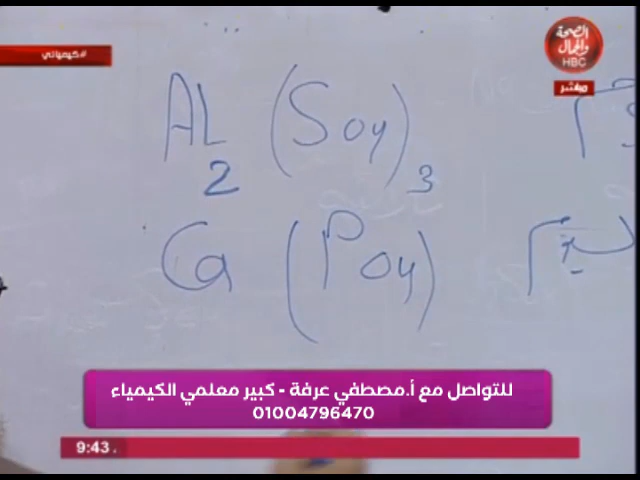 الصحة
والجمال
HBC
مباشر
#كيميائي
AL2(SO4)3
Ca(PO4)
للتواصل مع أ.مصطفي عرفة - كبير معلمي الكيمياء
01004796470
9:43